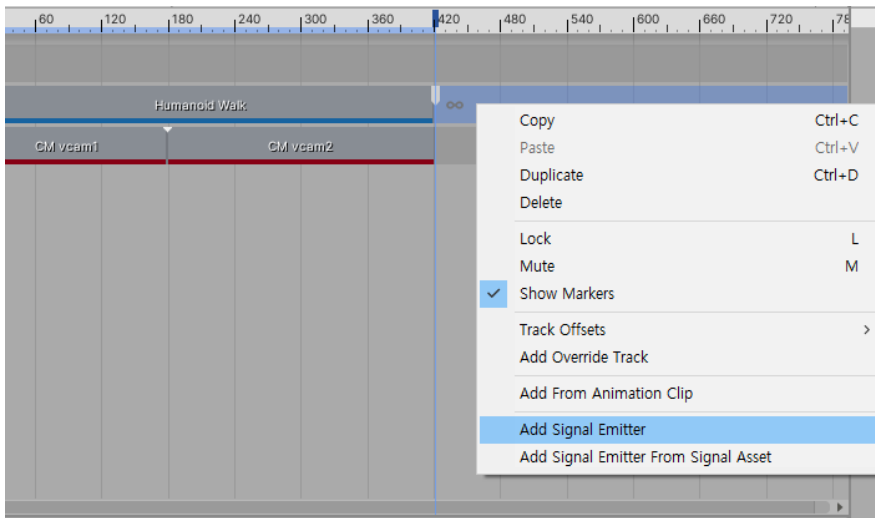 60 120 180 240 300 360 420 480 540 600 660 720 78
Humanoid Walk
CM vcam1 CM vcam2
Copy Ctrl+C
Paste Ctrl+V
Duplicate Ctrl+D
Delete
Lock L
Mute M
Show Markers
Track Offsets
Add Override Track
Add From Animation Clip
Add Signal Emitter
Add Signal Emitter From Signal Asset